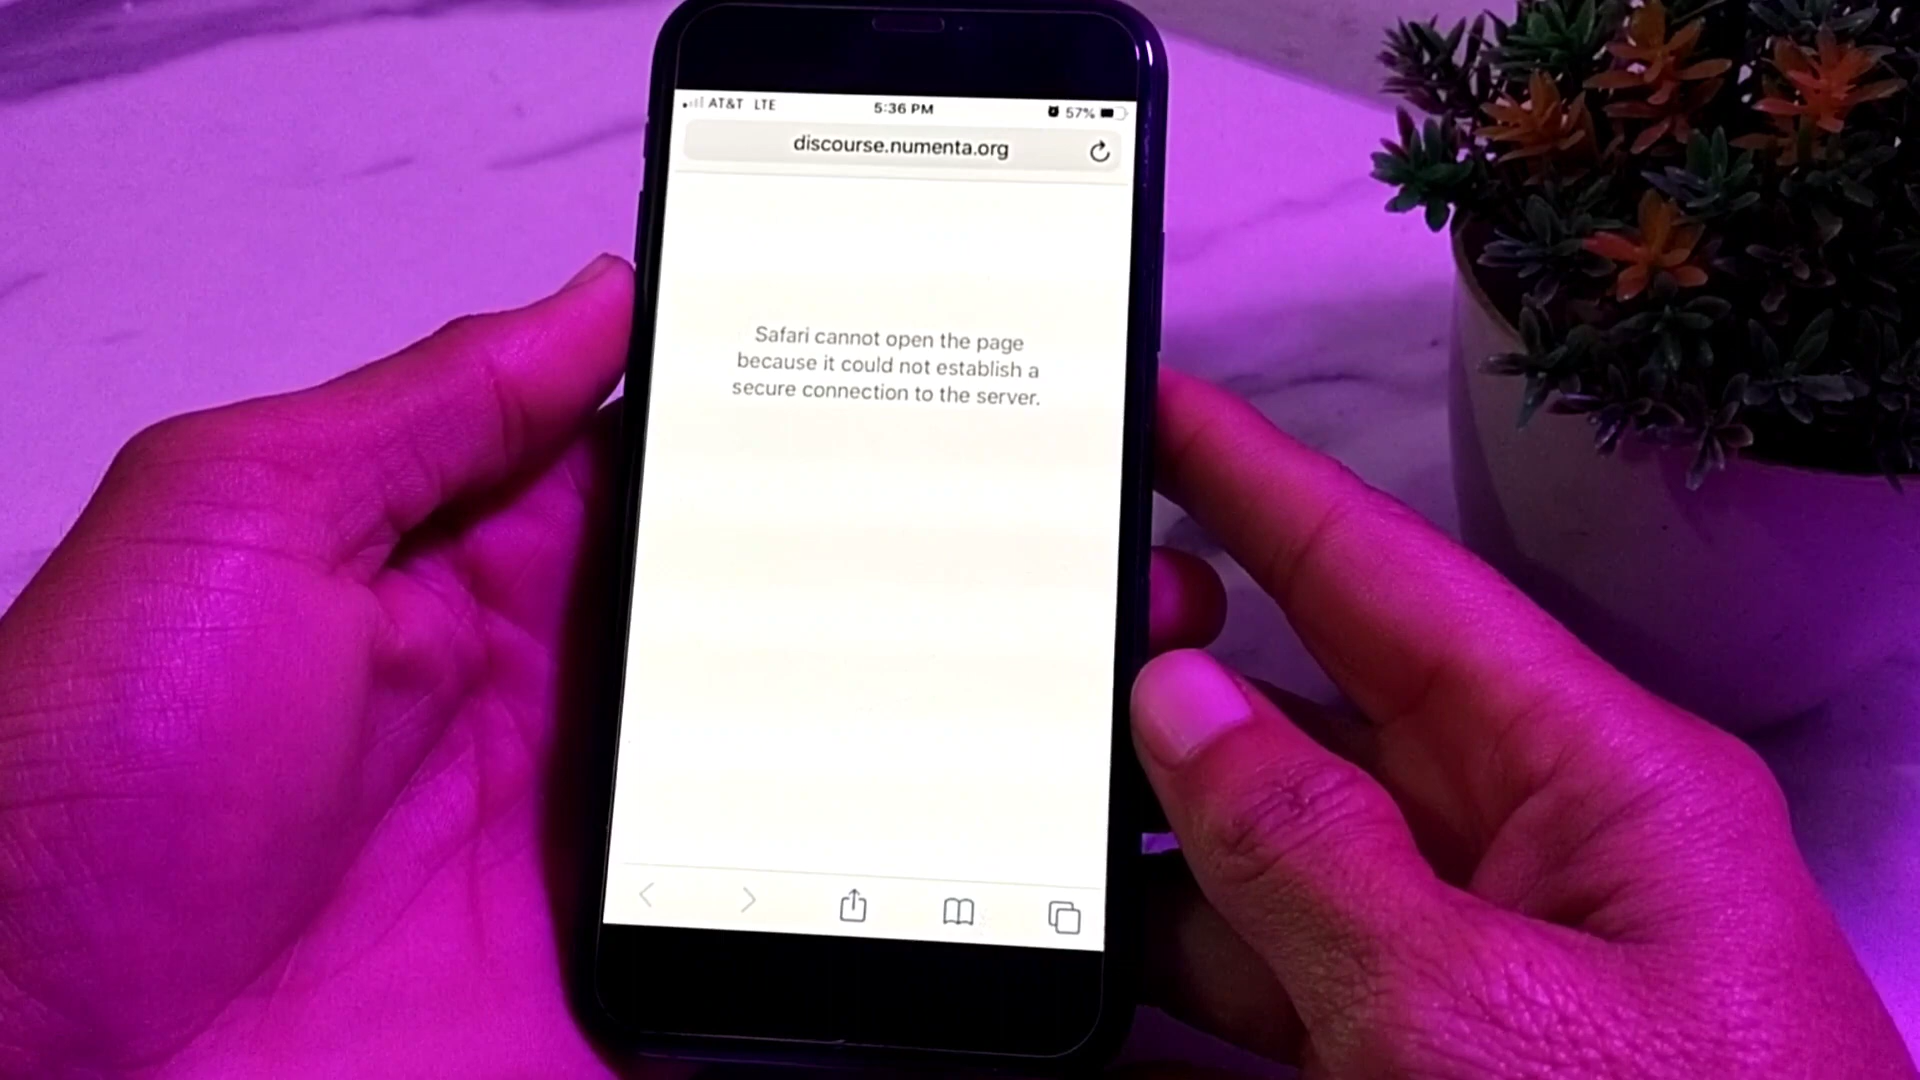 AT&T LTE 5:36 PM 57%
discourse.numenta.org
Safari cannot open the page
because it could not establish a
secure connection to the server.